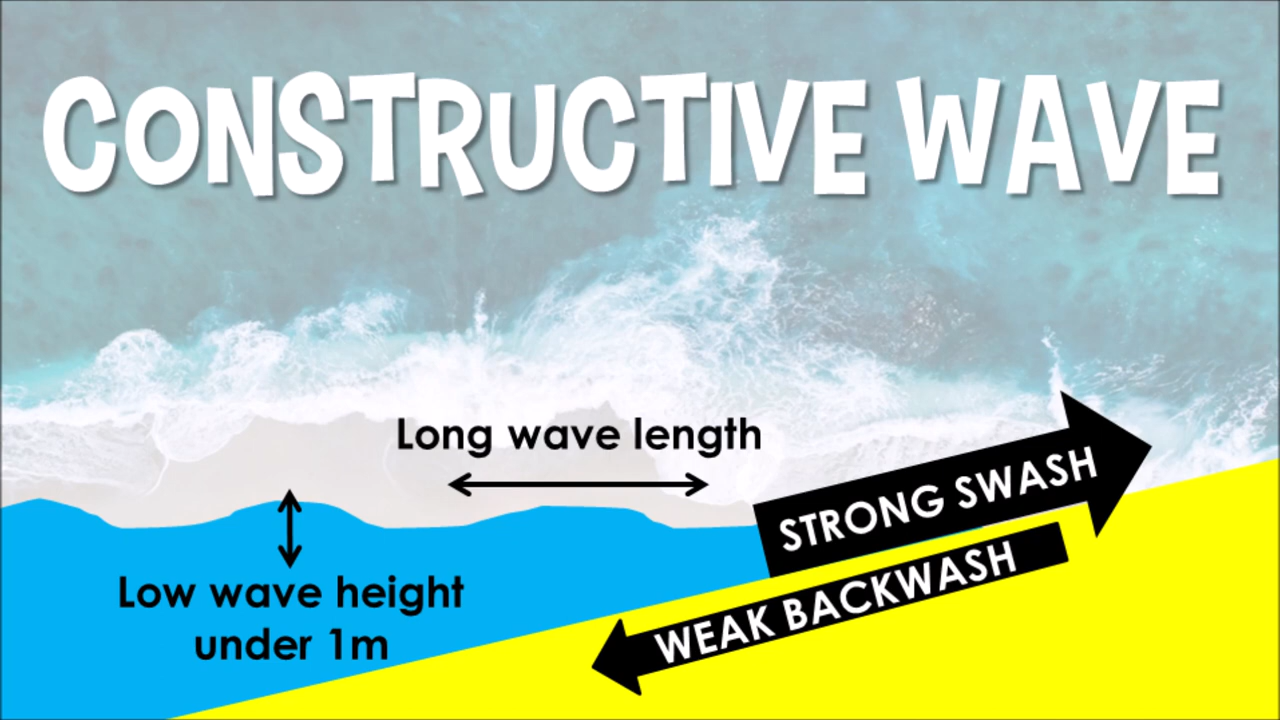 CONSTRUCTIVE WAVE
Long wave length
STRONG SWASH
WEAK BACKWASH
Low wave height
under 1m